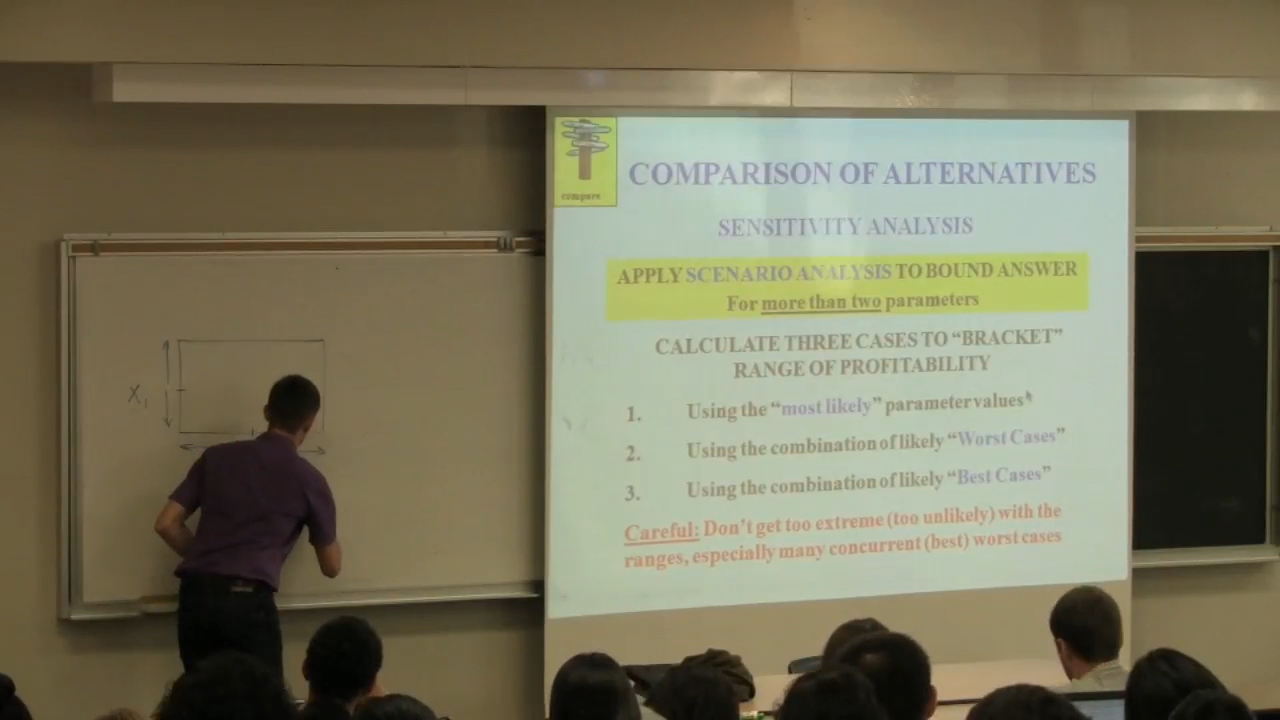 compare
COMPARISON OF ALTERNATIVES
SENSITIVITY ANALYSIS
APPLY SCENARIO ANALYSIS TO BOUND ANSWER
For more than two parameters
CALCULATE THREE CASES TO “BRACKET”
RANGE OF PROFITABILITY
1. Using the “most likely” parameter values
2. Using the combination of likely “Worst Cases”
3. Using the combination of likely “Best Cases”
Careful: Don’t get too extreme (too unlikely) with the
ranges, especially many concurrent (best) worst cases
X₁